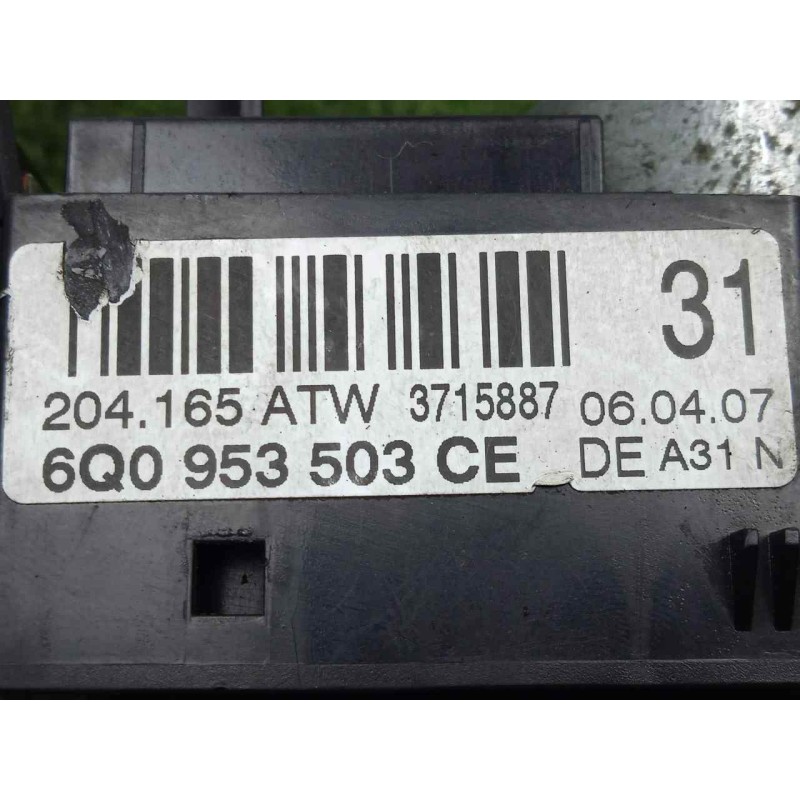 31
204.165 ATW 3715887 06.04.07
6Q0 953 503 CE DE A31 N